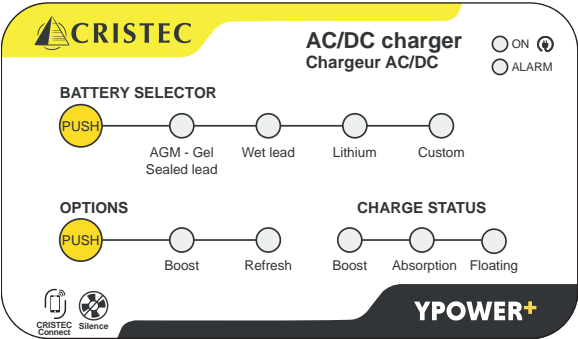 CRISTEC
AC/DC charger
Chargeur AC/DC
ON
ALARM
BATTERY SELECTOR
PUSH
AGM - Gel
Sealed lead
Wet lead
Lithium
Custom
OPTIONS
PUSH
Boost
Refresh
CHARGE STATUS
Boost
Absorption
Floating
CRISTEC
Connect
Silence
YPOWER+